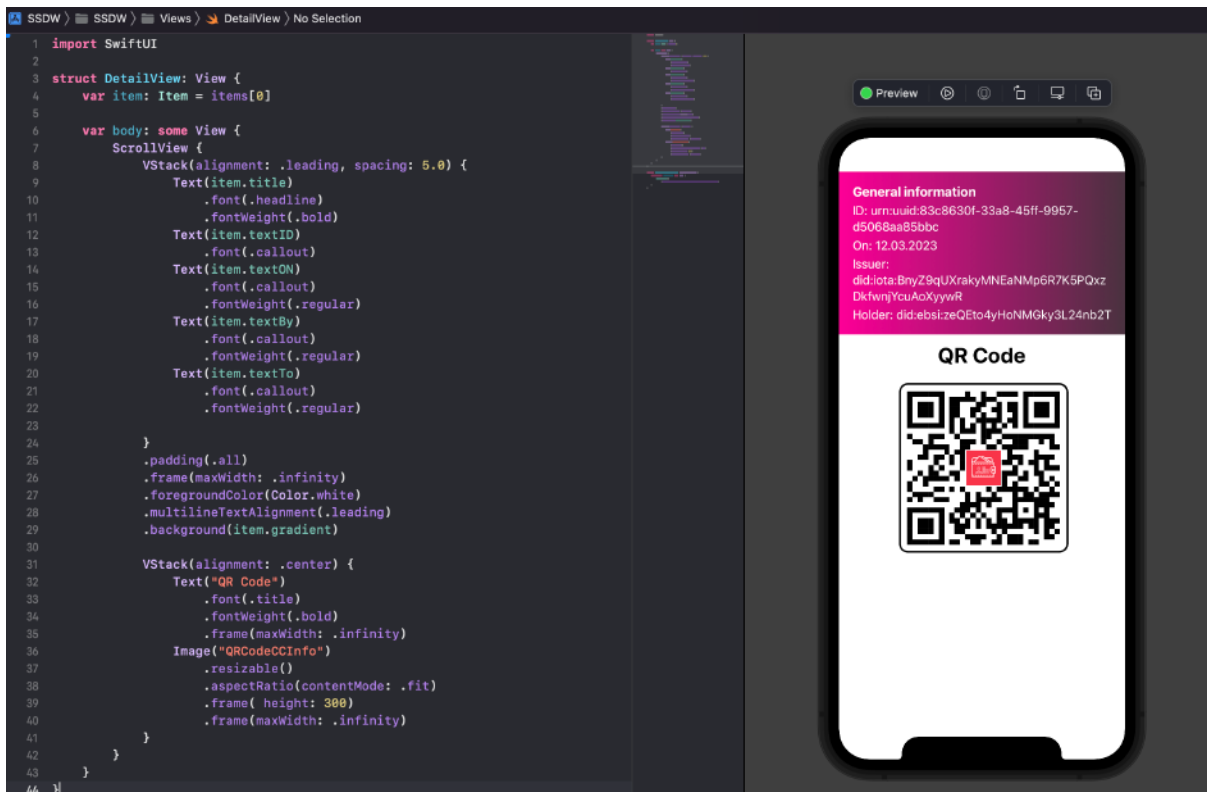 SSDW 〉 SSDW 〉 Views 〉 DetailView 〉 No Selection
1 import SwiftUI
2
3 struct DetailView: View {
4     var item: Item = items[0]
5
6     var body: some View {
7         ScrollView {
8             VStack(alignment: .leading, spacing: 5.0) {
9                 Text(item.title)
10                     .font(.headline)
11                     .fontWeight(.bold)
12                 Text(item.textID)
13                     .font(.callout)
14                 Text(item.textON)
15                     .font(.callout)
16                     .fontWeight(.regular)
17                 Text(item.textBy)
18                     .font(.callout)
19                     .fontWeight(.regular)
20                 Text(item.textTo)
21                     .font(.callout)
22                     .fontWeight(.regular)
23
24             }
25             .padding(.all)
26             .frame(maxWidth: .infinity)
27             .foregroundColor(Color.white)
28             .multilineTextAlignment(.leading)
29             .background(item.gradient)
30
31             VStack(alignment: .center) {
32                 Text("QR Code")
33                     .font(.title)
34                     .fontWeight(.bold)
35                     .frame(maxWidth: .infinity)
36                 Image("QRCodeCCInfo")
37                     .resizable()
38                     .aspectRatio(contentMode: .fit)
39                     .frame( height: 300)
40                     .frame(maxWidth: .infinity)
41             }
42         }
43     }
44 }
Preview
General information
ID: urn:uuid:83c8630f-33a8-45ff-9957-
d5068aa85bbc
On: 12.03.2023
Issuer:
did:iota:BnyZ9qUXrakyMNEaNMp6R7K5PQxz
DkfwnjYcuAoXyywR
Holder: did:ebsi:zeQEto4yHoNMGky3L24nb2T
QR Code